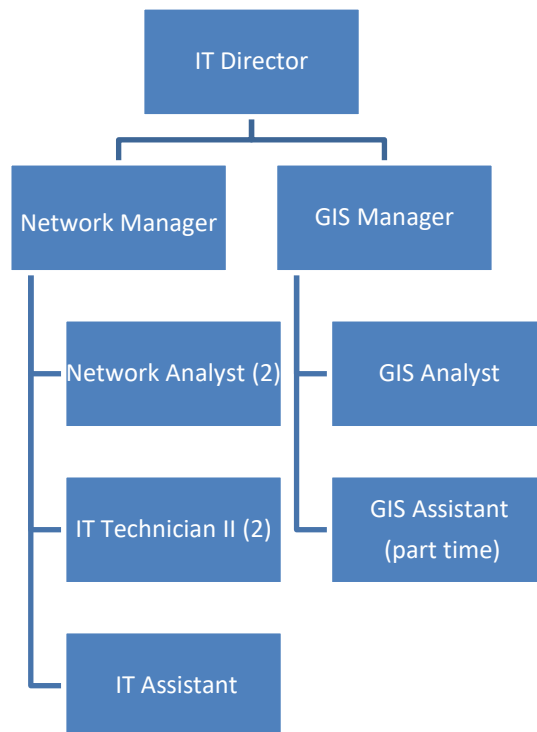 IT Director
Network Manager
GIS Manager
Network Analyst (2)
GIS Analyst
IT Technician II (2)
GIS Assistant
(part time)
IT Assistant